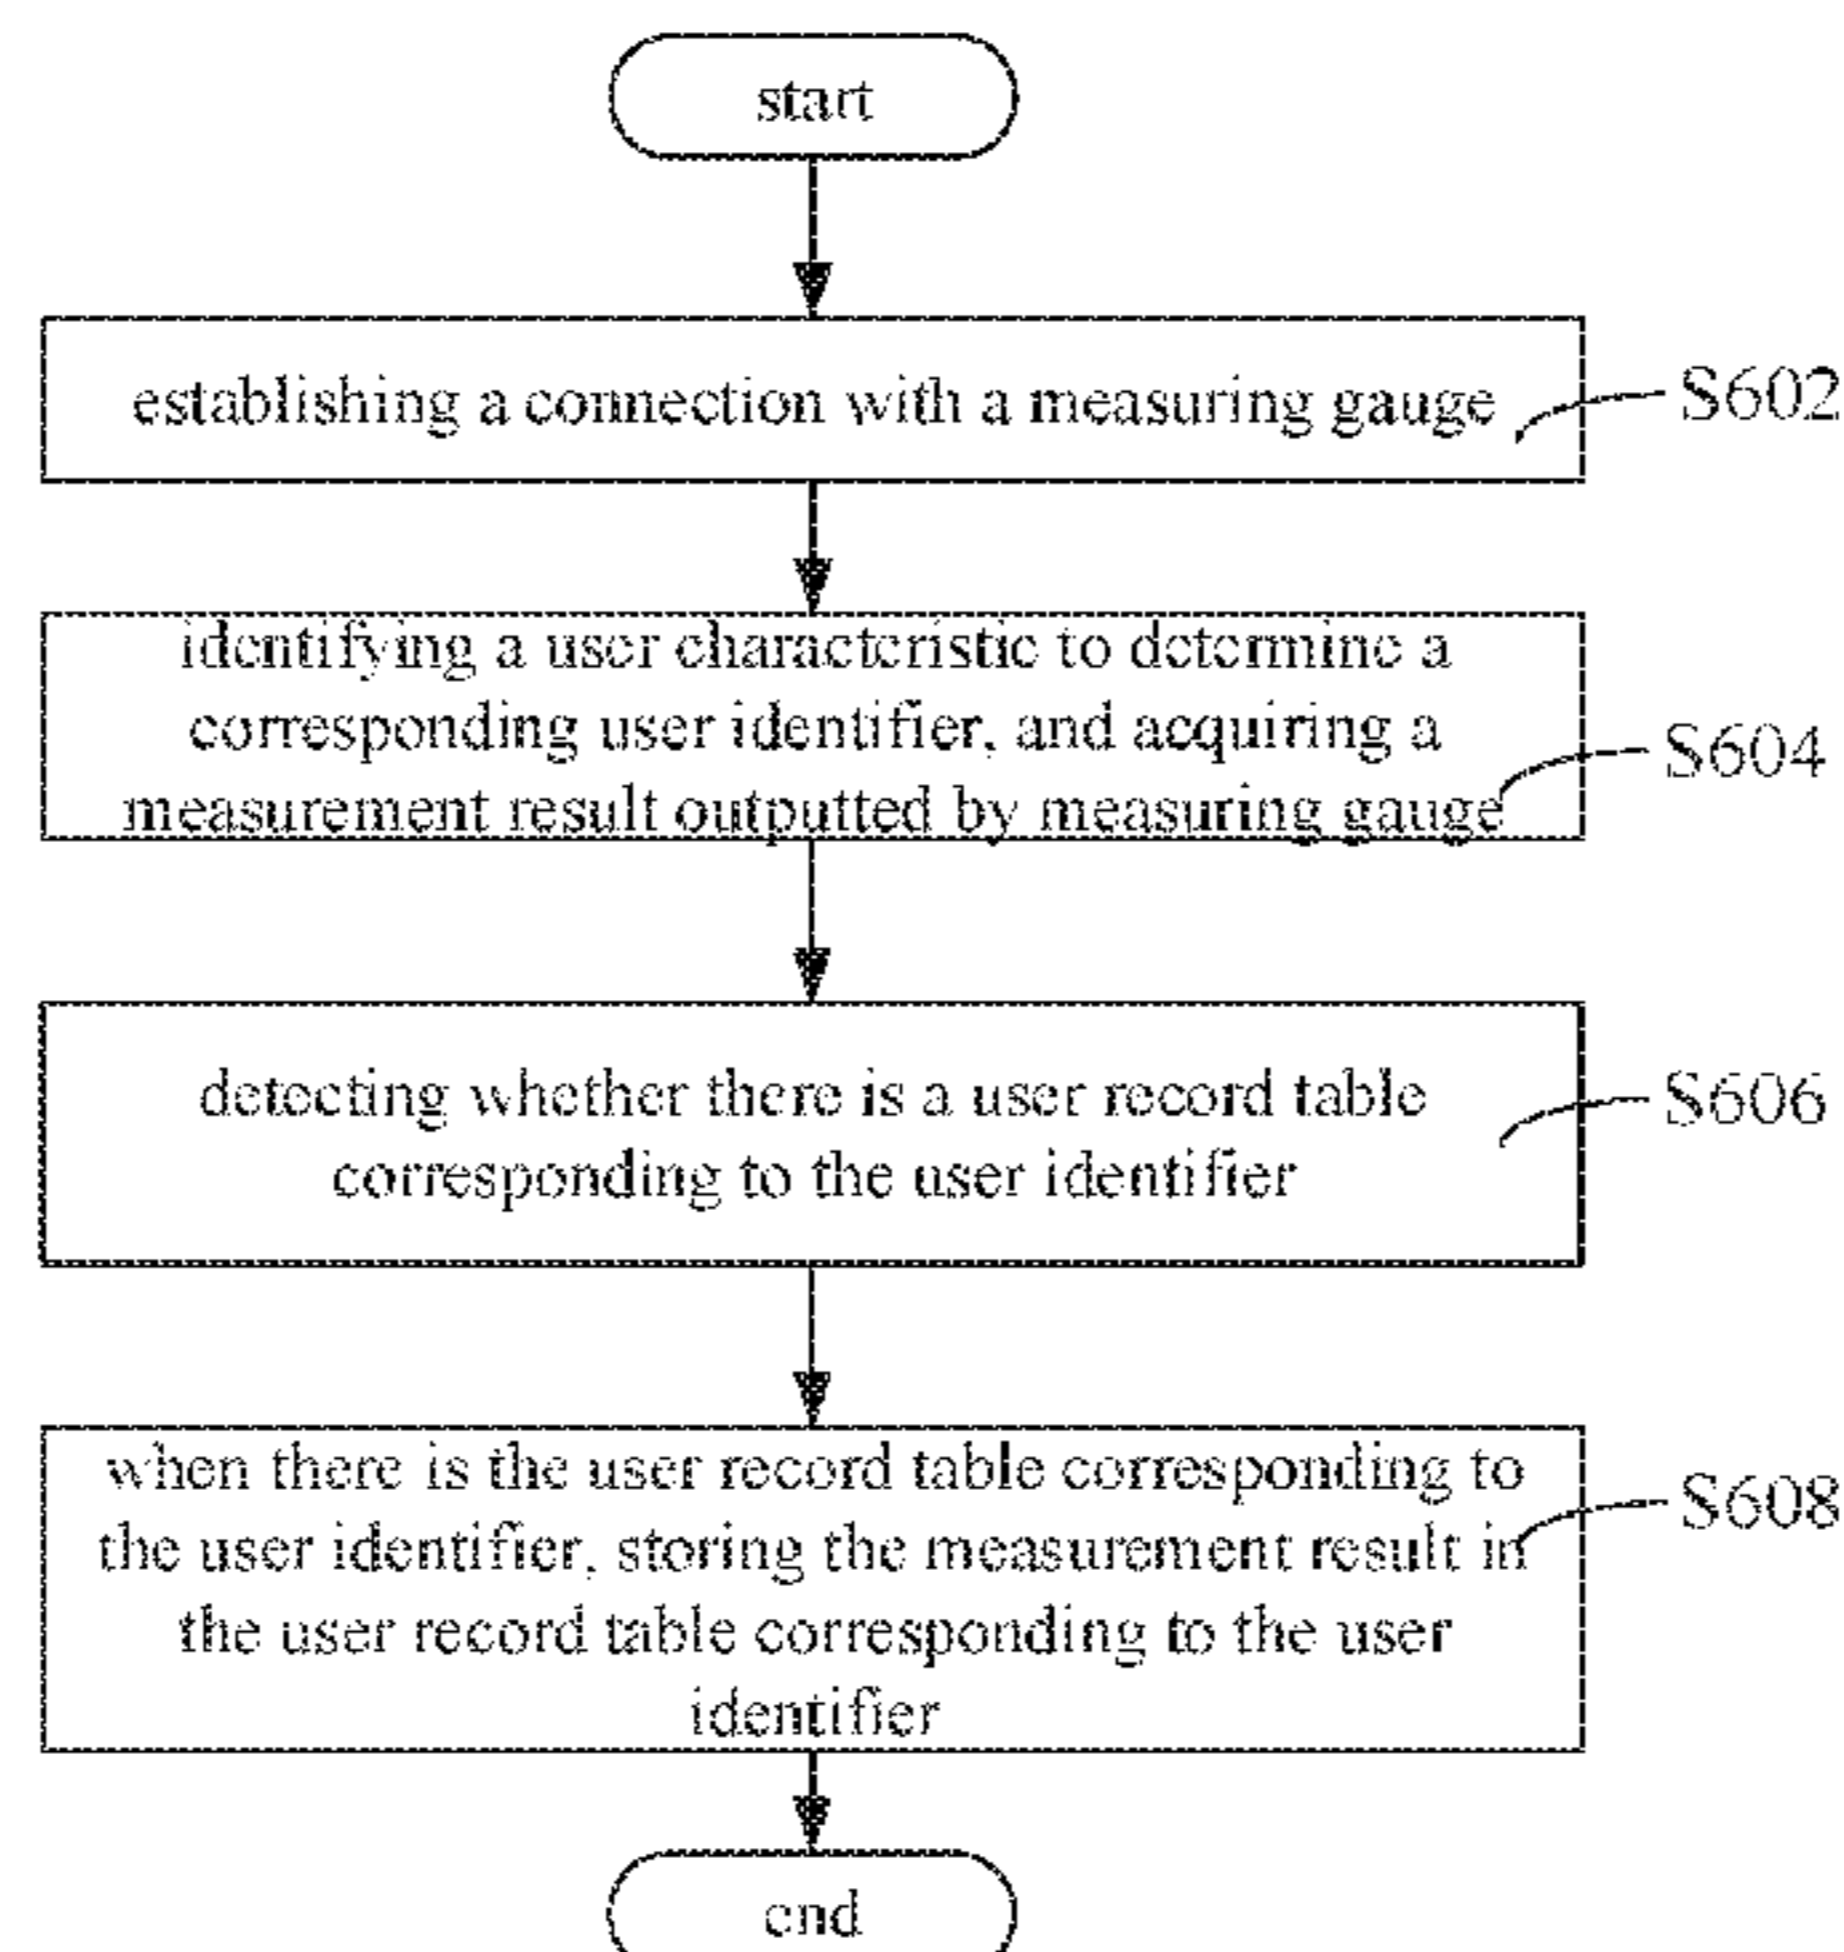 start
establishing a connection with a measuring gauge
S602
identifying a user characteristic to determine a
corresponding user identifier, and acquiring a
measurement result outputted by measuring gauge
S604
detecting whether there is a user record table
corresponding to the user identifier
S606
when there is the user record table corresponding to
the user identifier, storing the measurement result in
the user record table corresponding to the user
identifier
S608
end